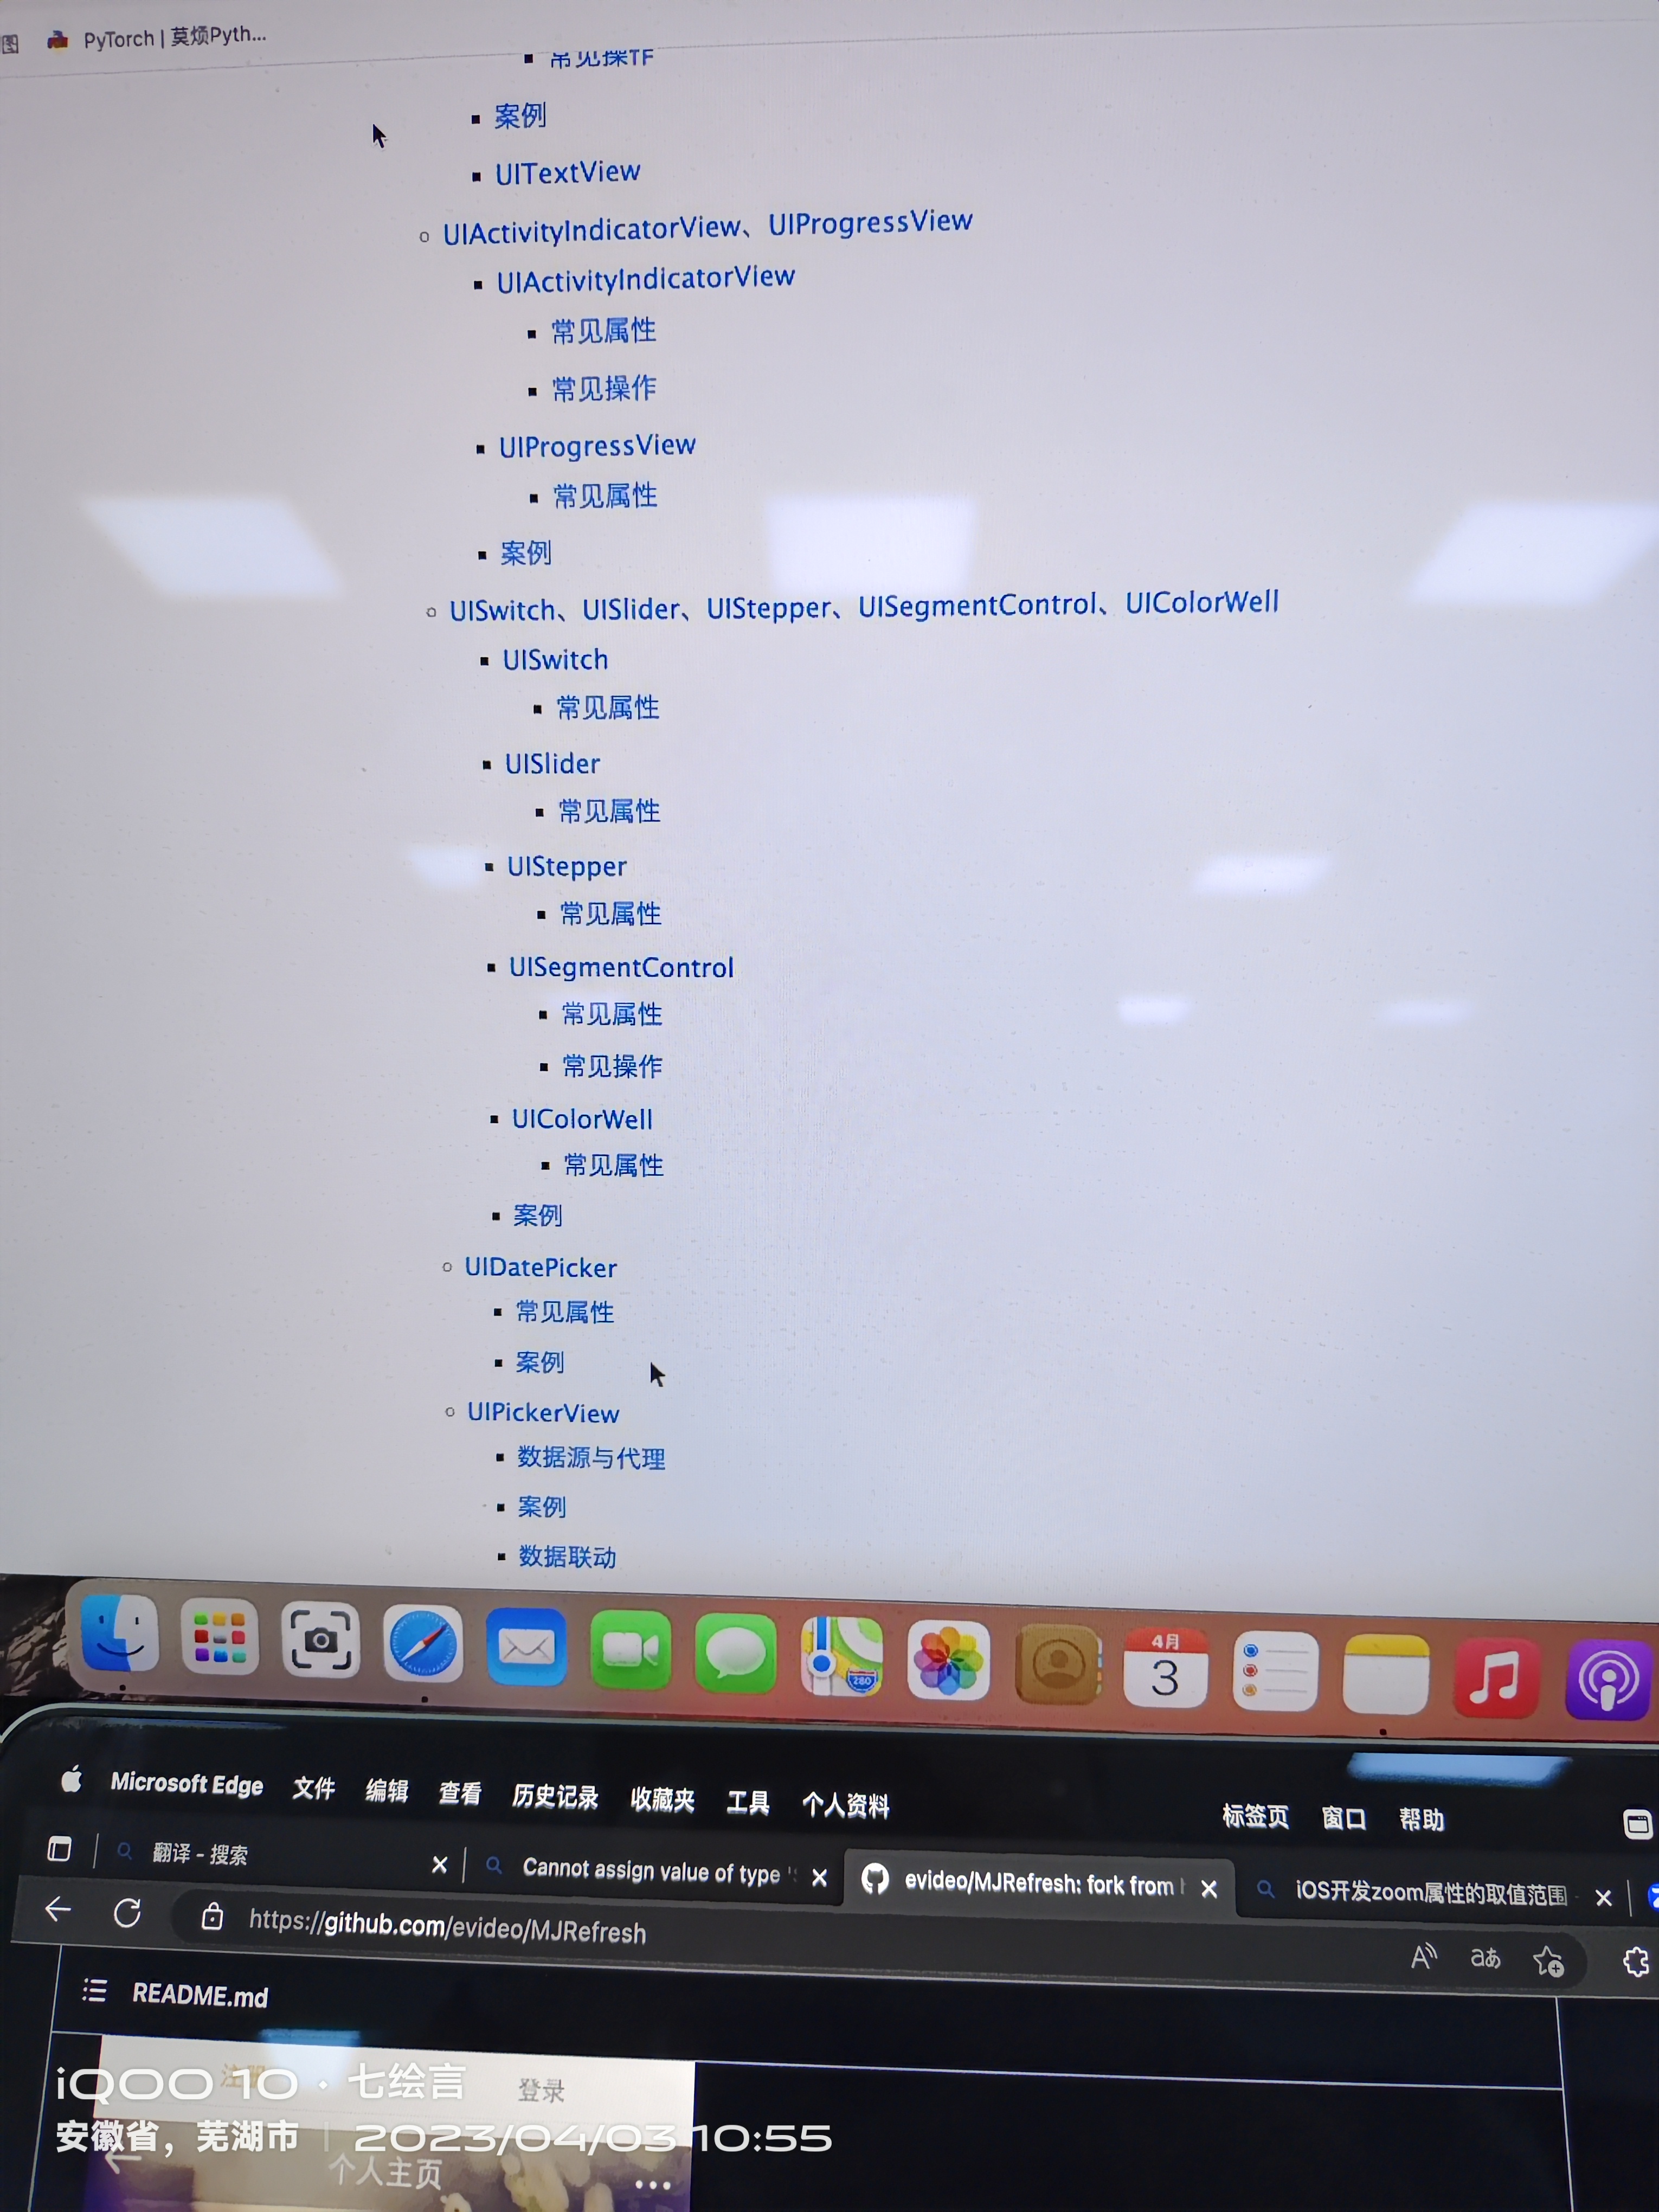 图 PyTorch | 莫烦Pyth...
常见操TF
案例
UITextView
UIActivityIndicatorView、UIProgressView
UIActivityIndicatorView
常见属性
常见操作
UIProgressView
常见属性
案例
UISwitch、UISlider、UIStepper、UISegmentControl、UIColorWell
UISwitch
常见属性
UISlider
常见属性
UIStepper
常见属性
UISegmentControl
常见属性
常见操作
UIColorWell
常见属性
案例
UIDatePicker
常见属性
案例
UIPickerView
数据源与代理
案例
数据联动
280
4月
3
Microsoft Edge 文件 编辑 查看 历史记录 收藏夹 工具 个人资料 标签页 窗口 帮助
翻译 - 搜索 Cannot assign value of type evideo/MJRefresh: fork from iOS开发zoom属性的取值范围
https://github.com/evideo/MJRefresh
README.md
注册 登录
iQOO 10 · 七绘言
安徽省，芜湖市 | 2023/04/03 10:55
个人主页